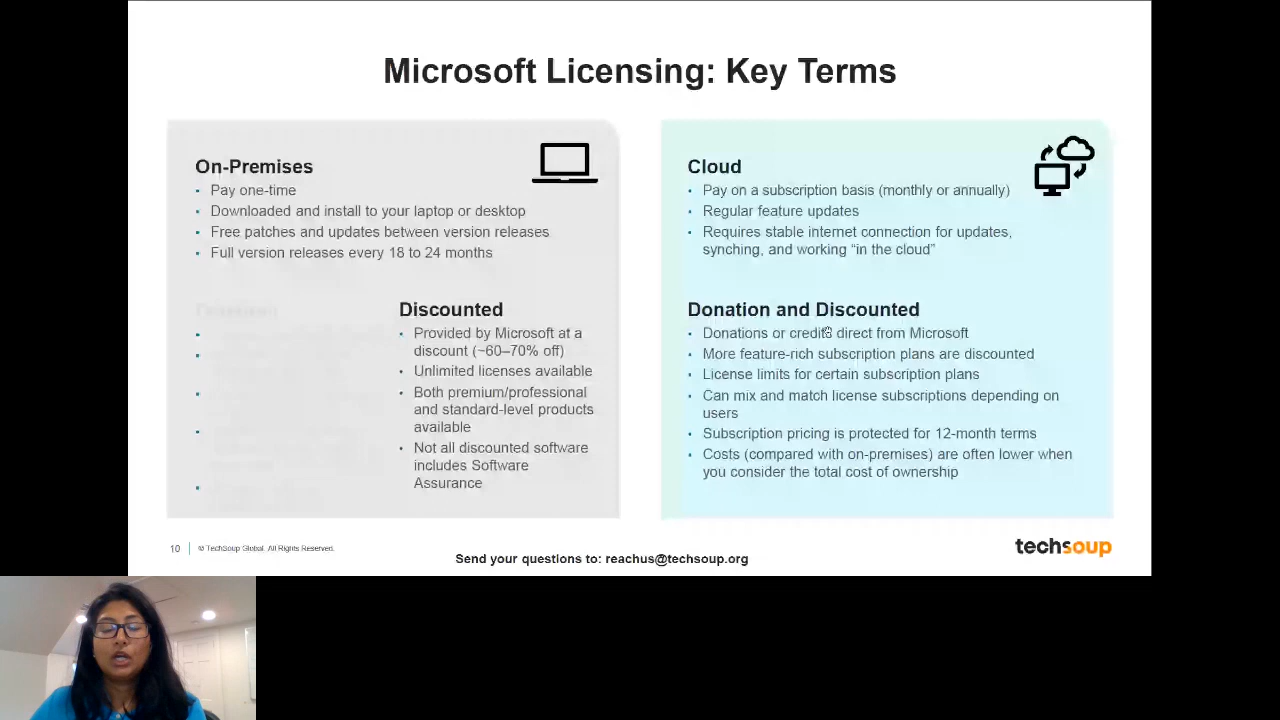 Microsoft Licensing: Key Terms
On-Premises
Pay one-time
Downloaded and install to your laptop or desktop
Free patches and updates between version releases
Full version releases every 18 to 24 months
Discounted
Provided by Microsoft at a
discount (~60–70% off)
Unlimited licenses available
Both premium/professional
and standard-level products
available
Not all discounted software
includes Software
Assurance
Cloud
Pay on a subscription basis (monthly or annually)
Regular feature updates
Requires stable internet connection for updates,
synching, and working “in the cloud”
Donation and Discounted
Donations or credits direct from Microsoft
More feature-rich subscription plans are discounted
License limits for certain subscription plans
Can mix and match license subscriptions depending on
users
Subscription pricing is protected for 12-month terms
Costs (compared with on-premises) are often lower when
you consider the total cost of ownership
10
© TechSoup Global. All Rights Reserved.
Send your questions to: reachus@techsoup.org
techsoup